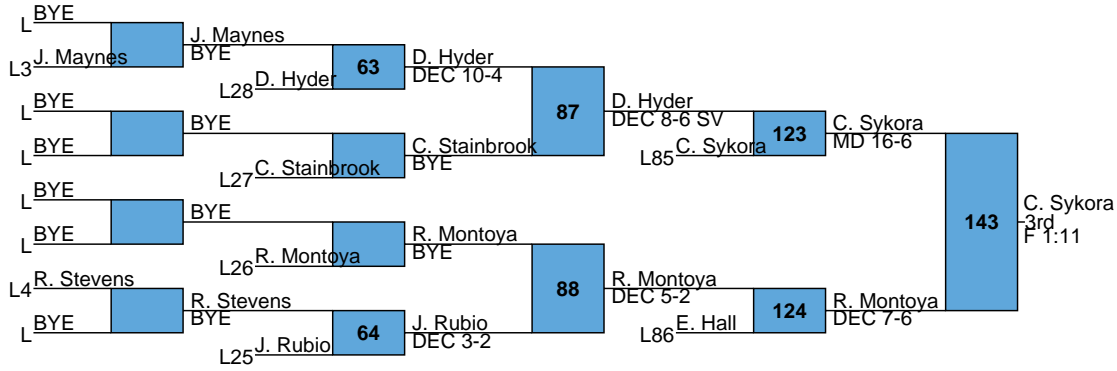 BYE
L
J. Maynes
BYE
L3 J. Maynes
63
D. Hyder
DEC 10-4
L28 D. Hyder
BYE
L
87
D. Hyder
DEC 8-6 SV
BYE
L BYE
C. Stainbrook
BYE
L27 C. Stainbrook
123
C. Sykora
MD 16-6
L85 C. Sykora
BYE
L
BYE
L BYE
R. Montoya
BYE
L26 R. Montoya
143
C. Sykora
3rd
F 1:11
L4 R. Stevens
R. Stevens
BYE
L BYE
64
J. Rubio
DEC 3-2
L25 J. Rubio
88
R. Montoya
DEC 5-2
L86 E. Hall
124
R. Montoya
DEC 7-6